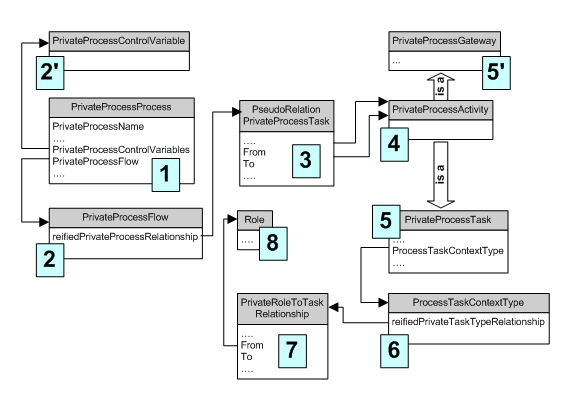 PrivateProcessControlVariable
2'
PrivateProcessGateway
...
5'
is a
PrivateProcessProcess
PrivateProcessName
....
PrivateProcessControlVariables
PrivateProcessFlow
....
1
PseudoRelation
PrivateProcessTask
....
From
To
....
3
PrivateProcessActivity
4
is a
PrivateProcessFlow
reifiedPrivateProcessRelationship
2
Role
....
8
5
PrivateProcessTask
....
ProcessTaskContextType
....
PrivateRoleToTask
Relationship
....
From
To
....
7
ProcessTaskContextType
reifiedPrivateTaskTypeRelationship
6